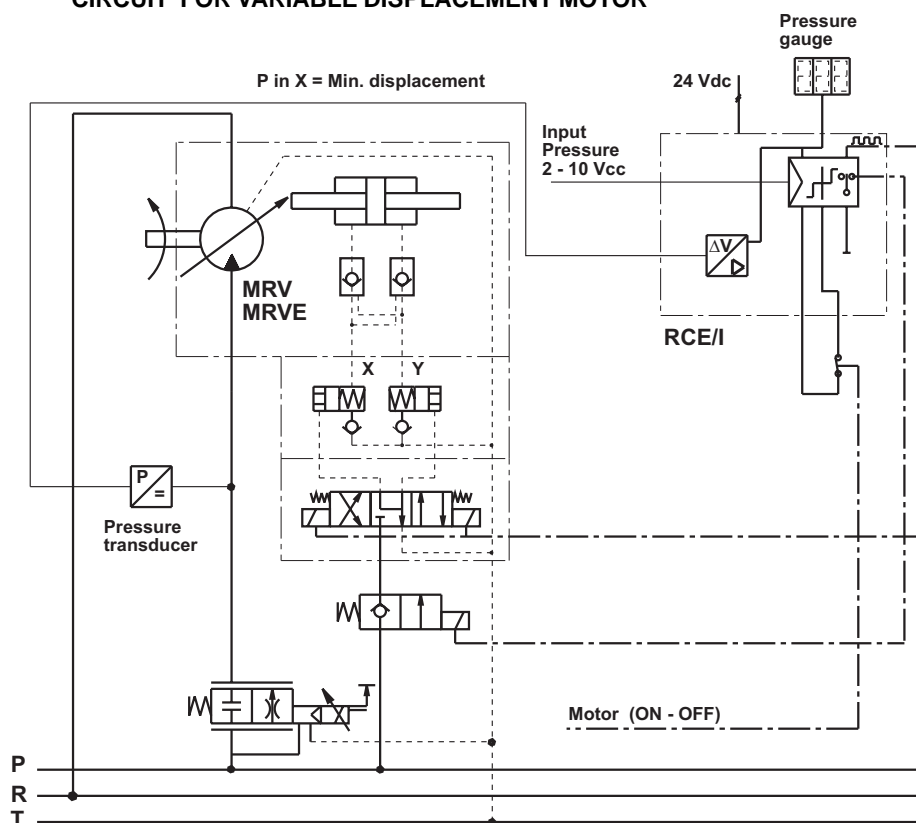 CIRCUIT FOR VARIABLE DISPLACEMENT MOTOR
Pressure
gauge
P in X = Min. displacement
24 Vdc
Input
Pressure
2 - 10 Vcc
ΔV
MRV
MRVE
RCE/I
X
Y
P
=
Pressure
transducer
Motor (ON - OFF)
P
R
T